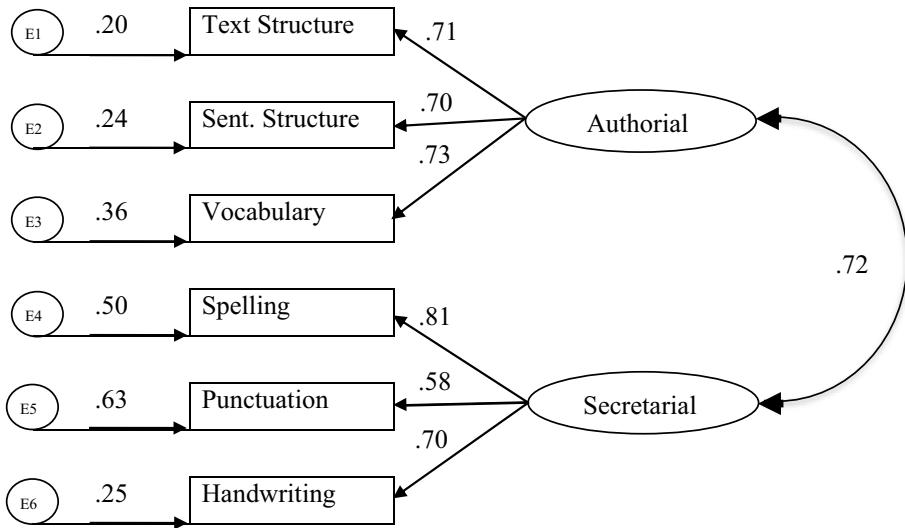 E1 .20 Text Structure .71
E2 .24 Sent. Structure .70 Authorial
E3 .36 Vocabulary .73
.72
E4 .50 Spelling .81
E5 .63 Punctuation .58 Secretarial
E6 .25 Handwriting .70